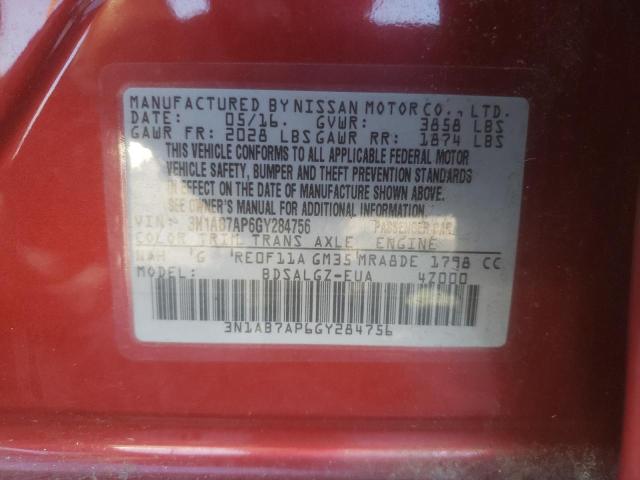 MANUFACTURED BY NISSAN MOTOR CO., LTD.
DATE: 05/16. GVWR: 3858 LBS
GAWR FR: 2028 LBS GAWR RR: 1874 LBS
THIS VEHICLE CONFORMS TO ALL APPLICABLE FEDERAL MOTOR
VEHICLE SAFETY, BUMPER AND THEFT PREVENTION STANDARDS
IN EFFECT ON THE DATE OF MANUFACTURE SHOWN ABOVE.
SEE OWNER'S MANUAL FOR ADDITIONAL INFORMATION.
VIN: 3N1AB7AP6GY284756 PASSENGER CAR
COLOR TRIM TRANS AXLE ENGINE
NAH G RE0F11A GM35 MRA8DE 1798 CC
MODEL: BDSALGZ-EUA 4Z000
3N1AB7AP6GY284756